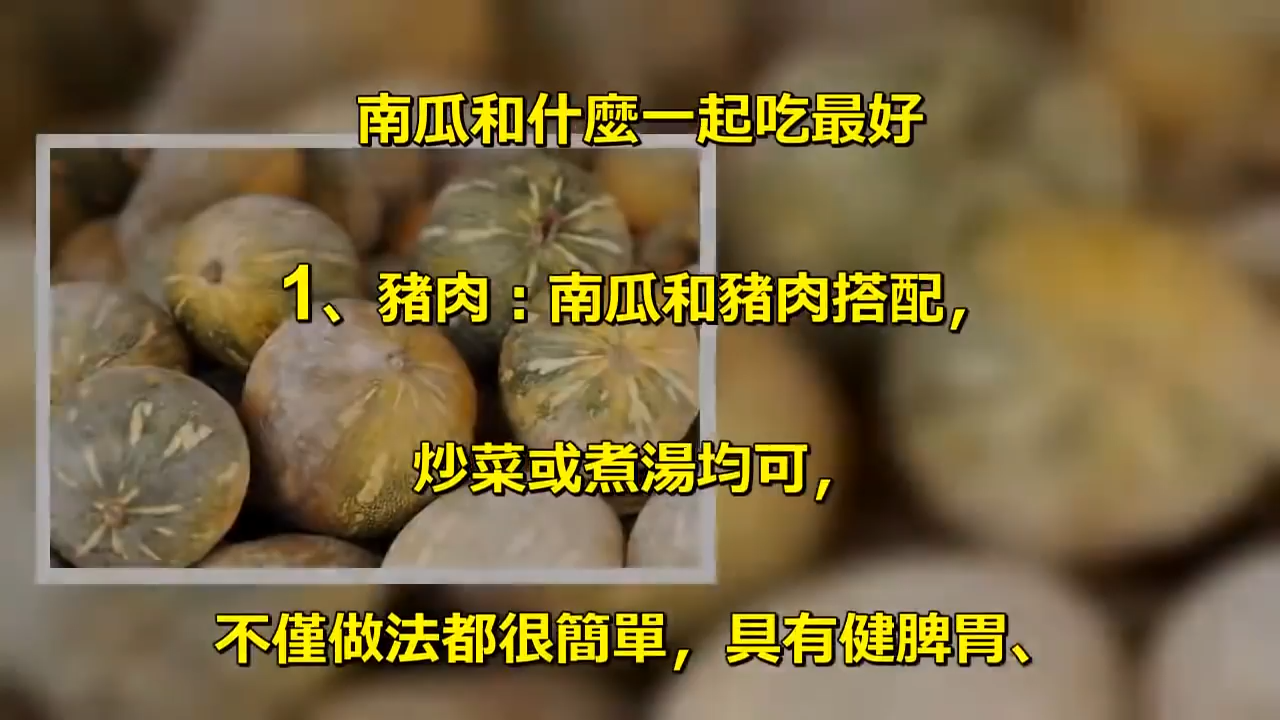 南瓜和什麼一起吃最好
1、豬肉：南瓜和豬肉搭配，
炒菜或煮湯均可，
不僅做法都很簡單，具有健脾胃、